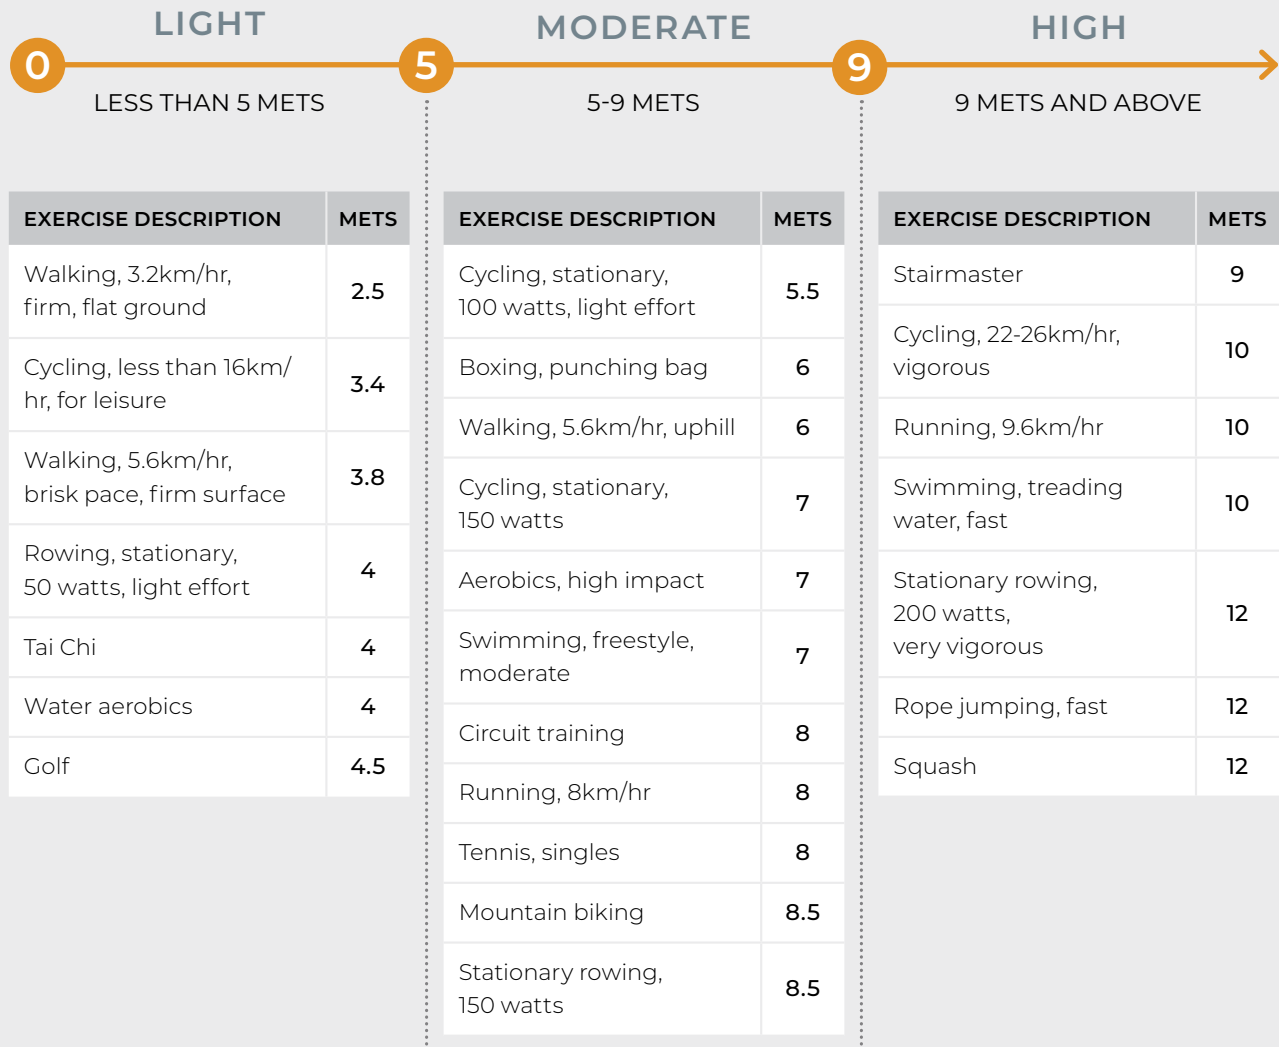 LIGHT
MODERATE
HIGH
0
5
9
LESS THAN 5 METS
5-9 METS
9 METS AND ABOVE
EXERCISE DESCRIPTION METS
Walking, 3.2km/hr,
firm, flat ground
2.5
Cycling, less than 16km/
hr, for leisure
3.4
Walking, 5.6km/hr,
brisk pace, firm surface
3.8
Rowing, stationary,
50 watts, light effort
4
Tai Chi 4
Water aerobics 4
Golf 4.5
EXERCISE DESCRIPTION METS
Cycling, stationary,
100 watts, light effort
5.5
Boxing, punching bag 6
Walking, 5.6km/hr, uphill 6
Cycling, stationary,
150 watts
7
Aerobics, high impact 7
Swimming, freestyle,
moderate
7
Circuit training 8
Running, 8km/hr 8
Tennis, singles 8
Mountain biking 8.5
Stationary rowing,
150 watts
8.5
EXERCISE DESCRIPTION METS
Stairmaster 9
Cycling, 22-26km/hr,
vigorous
10
Running, 9.6km/hr 10
Swimming, treading
water, fast
10
Stationary rowing,
200 watts,
very vigorous
12
Rope jumping, fast 12
Squash 12